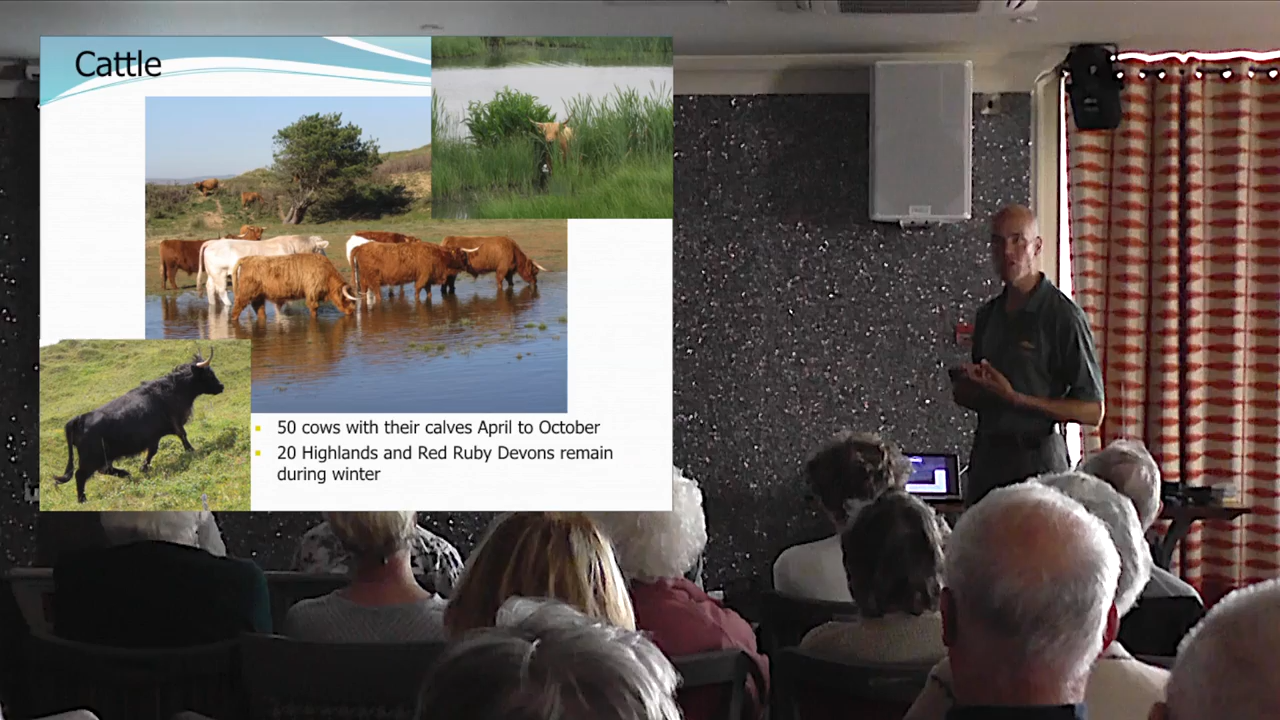 Cattle
50 cows with their calves April to October
20 Highlands and Red Ruby Devons remain
during winter